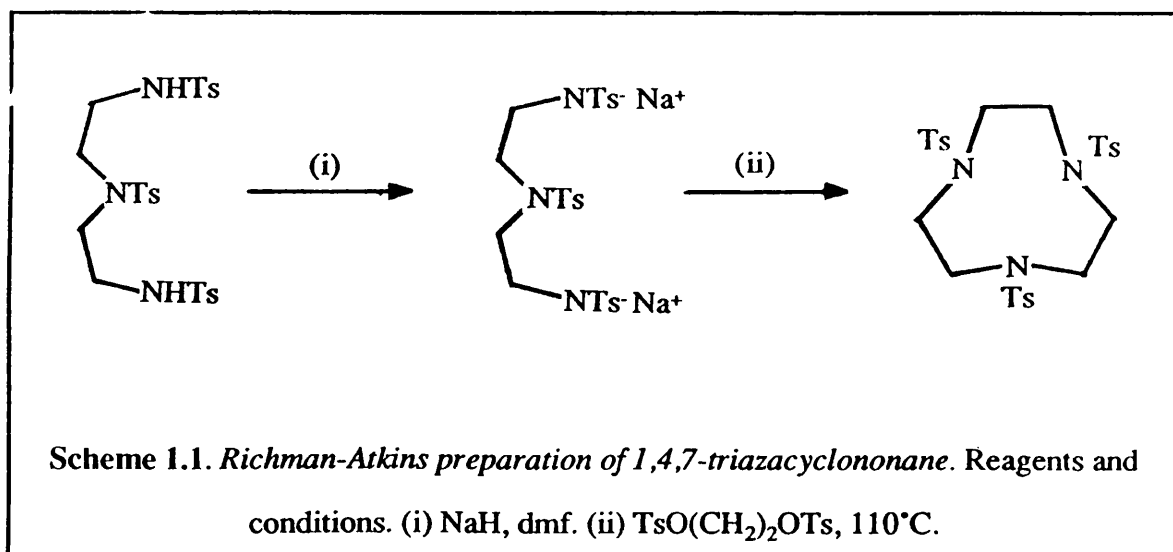 NHTs
NTs
NHTs
(i)
NTs- Na+
NTs
NTs- Na+
(ii)
Ts
N
Ts
N
N
Ts
Scheme 1.1. Richman-Atkins preparation of 1,4,7-triazacyclononane. Reagents and
conditions. (i) NaH, dmf. (ii) TsO(CH₂)₂OTs, 110°C.